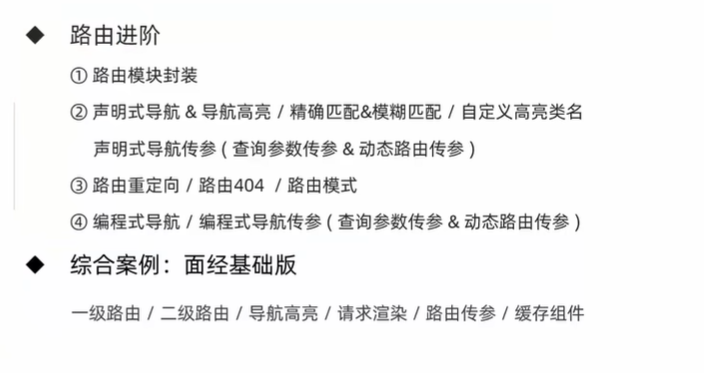 ◆ 路由进阶
① 路由模块封装
② 声明式导航 & 导航高亮 / 精确匹配&模糊匹配 / 自定义高亮类名
声明式导航传参 ( 查询参数传参 & 动态路由传参 )
③ 路由重定向 / 路由404 / 路由模式
④ 编程式导航 / 编程式导航传参 ( 查询参数传参 & 动态路由传参 )
◆ 综合案例：面经基础版
一级路由 / 二级路由 / 导航高亮 / 请求渲染 / 路由传参 / 缓存组件